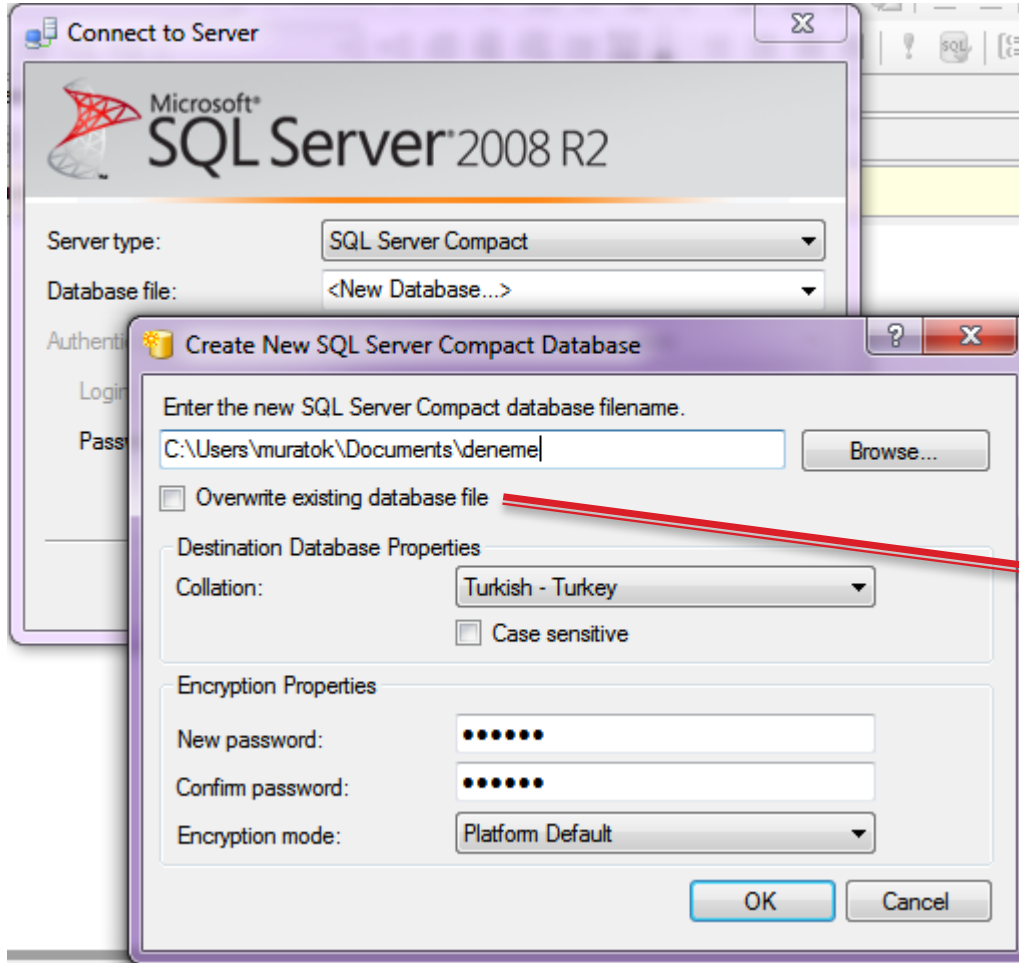 Connect to Server
SQL
Microsoft®
SQL Server® 2008 R2
Server type: SQL Server Compact
Database file: <New Database...>
Authenti
Login
Passw
Create New SQL Server Compact Database
Enter the new SQL Server Compact database filename.
C:\Users\muratok\Documents\deneme Browse...
Overwrite existing database file
Destination Database Properties
Collation: Turkish - Turkey
Case sensitive
Encryption Properties
New password: ●●●●●●
Confirm password: ●●●●●●
Encryption mode: Platform Default
OK Cancel